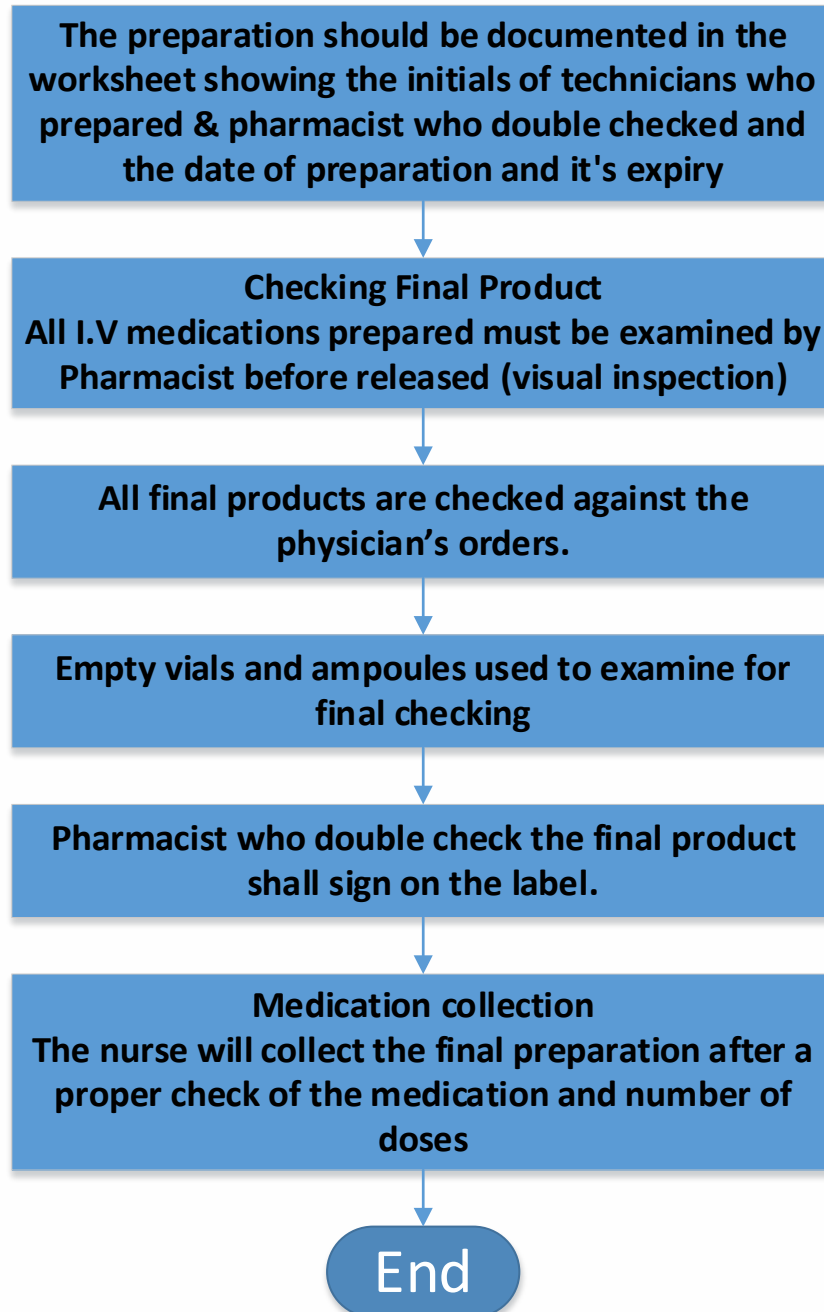 The preparation should be documented in the
worksheet showing the initials of technicians who
prepared & pharmacist who double checked and
the date of preparation and it's expiry
Checking Final Product
All I.V medications prepared must be examined by
Pharmacist before released (visual inspection)
All final products are checked against the
physician’s orders.
Empty vials and ampoules used to examine for
final checking
Pharmacist who double check the final product
shall sign on the label.
Medication collection
The nurse will collect the final preparation after a
proper check of the medication and number of
doses
End